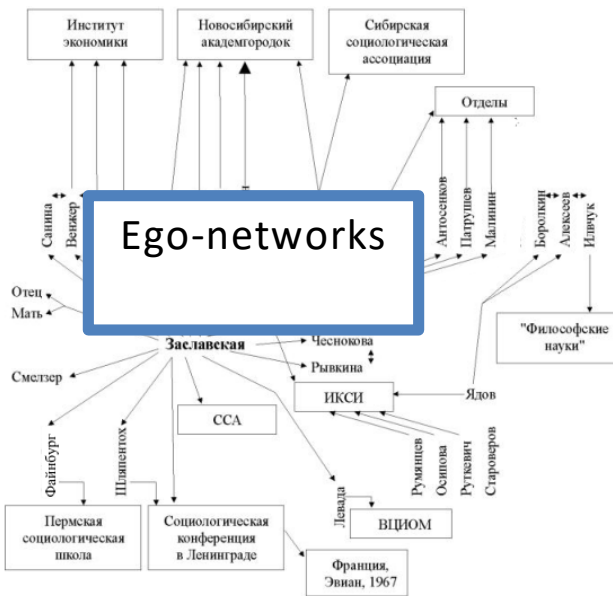 Институт
экономики
Новосибирский
академгородок
Сибирская
социологическая
ассоциация
Отделы
Санина
Венжер
Ego-networks
Антосенков
Патрушев
Малинин
Боролкин
Алексеев
Илвчук
Отец
Мать
"Философские
науки"
Заславская
Чеснокова
Рывкина
Смелзер
ИКСИ
Ядов
ССА
Файнбург
Шляпентох
Румянцев
Осипова
Руткевич
Староверов
Левада
Пермская
социологическая
школа
Социологическая
конференция
в Ленинграде
ВЦИОМ
Франция,
Эвиан, 1967